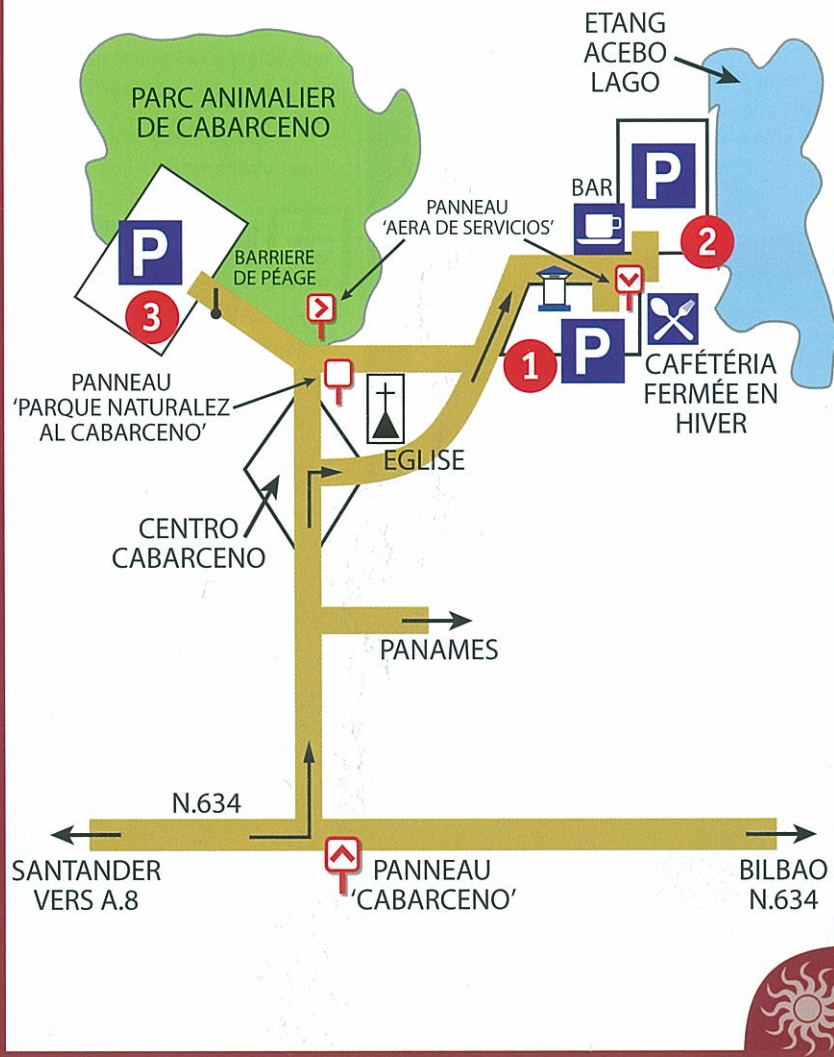 ETANG
ACEBO
LAGO
PARC ANIMALIER
DE CABARCENO
P
BAR
PANNEAU
'AERA DE SERVICIOS'
2
P
BARRIERE
DE PÉAGE
3
1
P
CAFÉTÉRIA
FERMÉE EN
HIVER
PANNEAU
'PARQUE NATURALEZ
AL CABARCENO'
EGLISE
CENTRO
CABARCENO
PANAMES
N.634
SANTANDER
VERS A.8
PANNEAU
'CABARCENO'
BILBAO
N.634